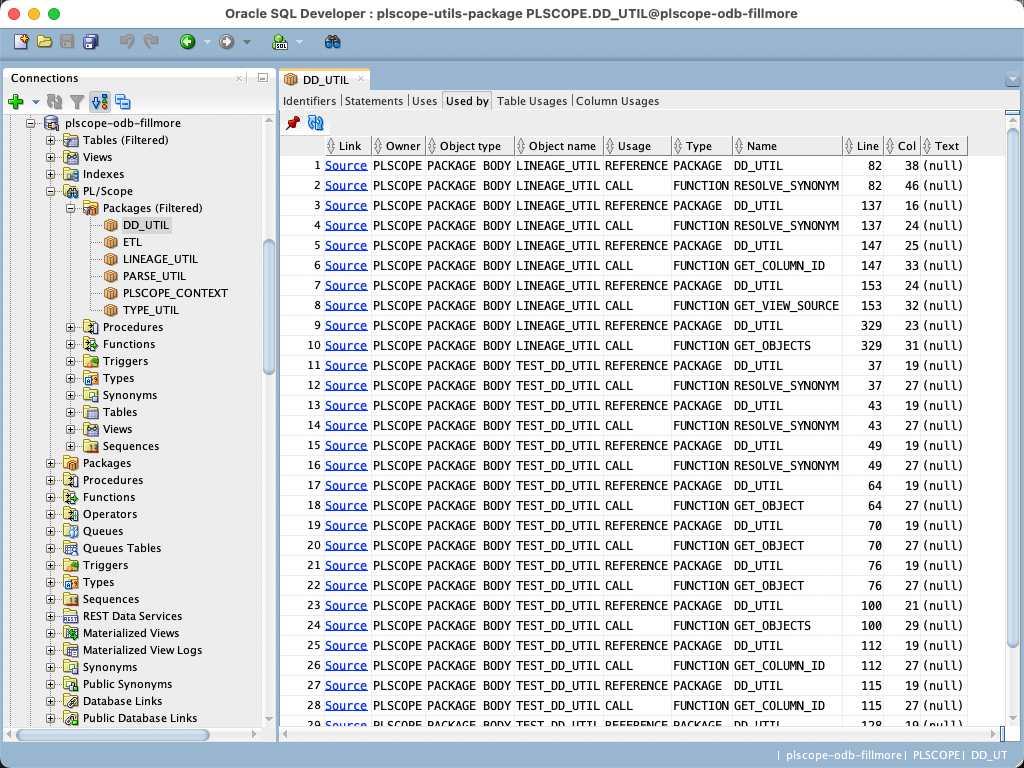 Oracle SQL Developer : plscope-utils-package PLSCOPE.DD_UTIL@plscope-odb-fillmore
SQL
Connections
plscope-odb-fillmore
Tables (Filtered)
Views
Indexes
PL/Scope
Packages (Filtered)
DD_UTIL
ETL
LINEAGE_UTIL
PARSE_UTIL
PLSCOPE_CONTEXT
TYPE_UTIL
Procedures
Functions
Triggers
Types
Synonyms
Tables
Views
Sequences
Packages
Procedures
Functions
Operators
Queues
Queues Tables
Triggers
Types
Sequences
REST Data Services
Materialized Views
Materialized View Logs
Synonyms
Public Synonyms
Database Links
Public Database Links
DD_UTIL
Identifiers | Statements | Uses | Used by | Table Usages | Column Usages
Link Owner Object type Object name Usage Type Name Line Col Text
1 Source PLSCOPE PACKAGE BODY LINEAGE_UTIL REFERENCE PACKAGE DD_UTIL 82 38 (null)
2 Source PLSCOPE PACKAGE BODY LINEAGE_UTIL CALL FUNCTION RESOLVE_SYNONYM 82 46 (null)
3 Source PLSCOPE PACKAGE BODY LINEAGE_UTIL REFERENCE PACKAGE DD_UTIL 137 16 (null)
4 Source PLSCOPE PACKAGE BODY LINEAGE_UTIL CALL FUNCTION RESOLVE_SYNONYM 137 24 (null)
5 Source PLSCOPE PACKAGE BODY LINEAGE_UTIL REFERENCE PACKAGE DD_UTIL 147 25 (null)
6 Source PLSCOPE PACKAGE BODY LINEAGE_UTIL CALL FUNCTION GET_COLUMN_ID 147 33 (null)
7 Source PLSCOPE PACKAGE BODY LINEAGE_UTIL REFERENCE PACKAGE DD_UTIL 153 24 (null)
8 Source PLSCOPE PACKAGE BODY LINEAGE_UTIL CALL FUNCTION GET_VIEW_SOURCE 153 32 (null)
9 Source PLSCOPE PACKAGE BODY LINEAGE_UTIL REFERENCE PACKAGE DD_UTIL 329 23 (null)
10 Source PLSCOPE PACKAGE BODY LINEAGE_UTIL CALL FUNCTION GET_OBJECTS 329 31 (null)
11 Source PLSCOPE PACKAGE BODY TEST_DD_UTIL REFERENCE PACKAGE DD_UTIL 37 19 (null)
12 Source PLSCOPE PACKAGE BODY TEST_DD_UTIL CALL FUNCTION RESOLVE_SYNONYM 37 27 (null)
13 Source PLSCOPE PACKAGE BODY TEST_DD_UTIL REFERENCE PACKAGE DD_UTIL 43 19 (null)
14 Source PLSCOPE PACKAGE BODY TEST_DD_UTIL CALL FUNCTION RESOLVE_SYNONYM 43 27 (null)
15 Source PLSCOPE PACKAGE BODY TEST_DD_UTIL REFERENCE PACKAGE DD_UTIL 49 19 (null)
16 Source PLSCOPE PACKAGE BODY TEST_DD_UTIL CALL FUNCTION RESOLVE_SYNONYM 49 27 (null)
17 Source PLSCOPE PACKAGE BODY TEST_DD_UTIL REFERENCE PACKAGE DD_UTIL 64 19 (null)
18 Source PLSCOPE PACKAGE BODY TEST_DD_UTIL CALL FUNCTION GET_OBJECT 64 27 (null)
19 Source PLSCOPE PACKAGE BODY TEST_DD_UTIL REFERENCE PACKAGE DD_UTIL 70 19 (null)
20 Source PLSCOPE PACKAGE BODY TEST_DD_UTIL CALL FUNCTION GET_OBJECT 70 27 (null)
21 Source PLSCOPE PACKAGE BODY TEST_DD_UTIL REFERENCE PACKAGE DD_UTIL 76 19 (null)
22 Source PLSCOPE PACKAGE BODY TEST_DD_UTIL CALL FUNCTION GET_OBJECT 76 27 (null)
23 Source PLSCOPE PACKAGE BODY TEST_DD_UTIL REFERENCE PACKAGE DD_UTIL 100 21 (null)
24 Source PLSCOPE PACKAGE BODY TEST_DD_UTIL CALL FUNCTION GET_OBJECTS 100 29 (null)
25 Source PLSCOPE PACKAGE BODY TEST_DD_UTIL REFERENCE PACKAGE DD_UTIL 112 19 (null)
26 Source PLSCOPE PACKAGE BODY TEST_DD_UTIL CALL FUNCTION GET_COLUMN_ID 112 27 (null)
27 Source PLSCOPE PACKAGE BODY TEST_DD_UTIL REFERENCE PACKAGE DD_UTIL 115 19 (null)
28 Source PLSCOPE PACKAGE BODY TEST_DD_UTIL CALL FUNCTION GET_COLUMN_ID 115 27 (null)
29 Source PLSCOPE PACKAGE BODY TEST_DD_UTIL REFERENCE PACKAGE DD_UTIL 128 19 (null)
| plscope-odb-fillmore | PLSCOPE | DD_UT